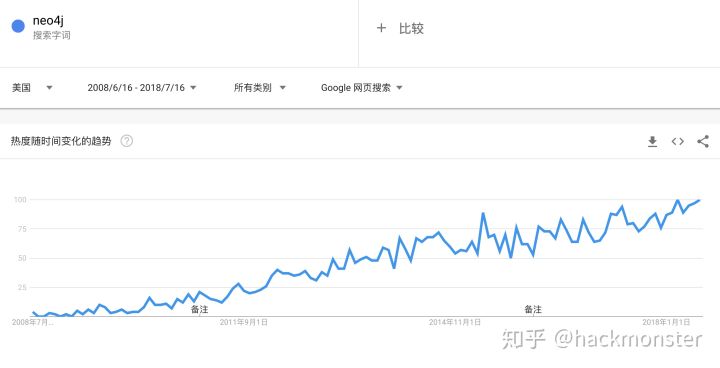 neo4j
搜索字词
+ 比较
美国
2008/6/16 - 2018/7/16
所有类别
Google 网页搜索
热度随时间变化的趋势
100
75
50
25
备注
备注
2008年7月...
2011年9月1日
2014年11月1日
2018年1月1日
知乎 @hackmonster